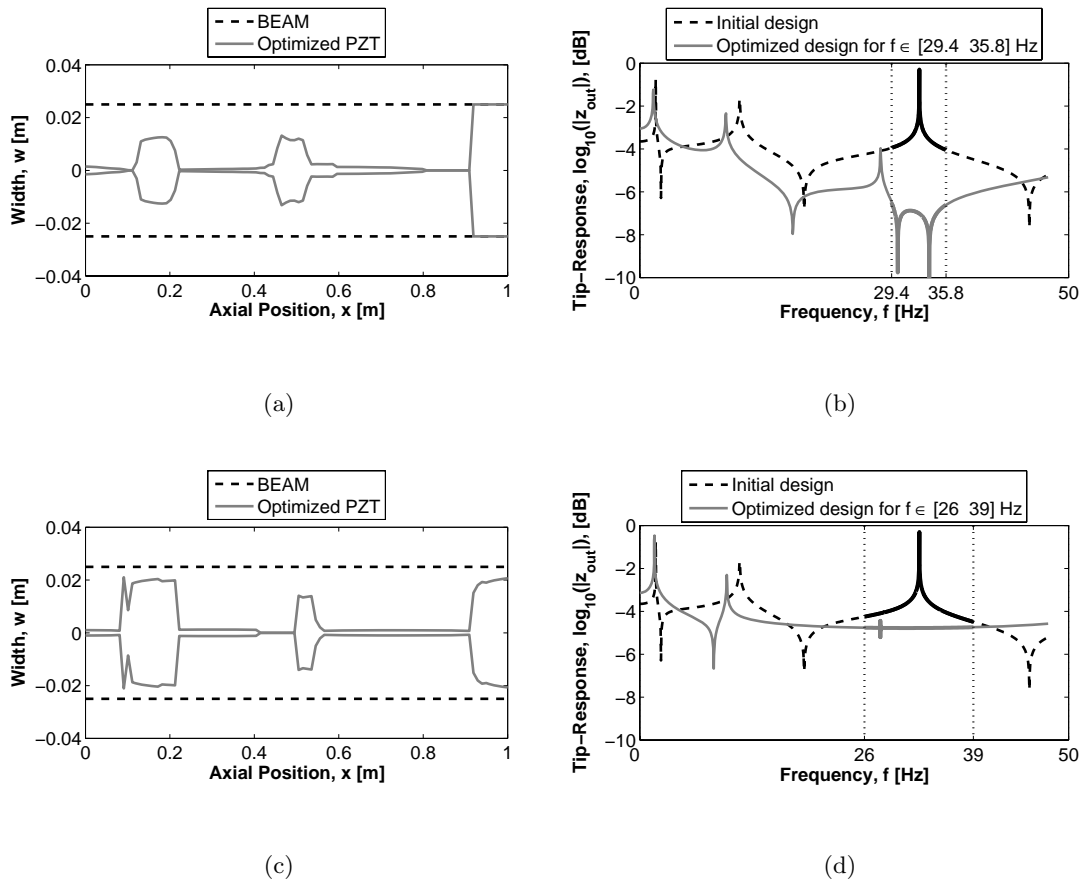 BEAM
Optimized PZT
0.04
0.02
0
−0.02
−0.04
Width, w [m]
0 0.2 0.4 0.6 0.8 1
Axial Position, x [m]
(a)
Initial design
Optimized design for f ∈ [29.4 35.8] Hz
0
−2
−4
−6
−8
−10
Tip−Response, log10(|zout|), [dB]
0 29.4 35.8 50
Frequency, f [Hz]
(b)
BEAM
Optimized PZT
0.04
0.02
0
−0.02
−0.04
Width, w [m]
0 0.2 0.4 0.6 0.8 1
Axial Position, x [m]
(c)
Initial design
Optimized design for f ∈ [26 39] Hz
0
−2
−4
−6
−8
−10
Tip−Response, log10(|zout|), [dB]
0 26 39 50
Frequency, f [Hz]
(d)